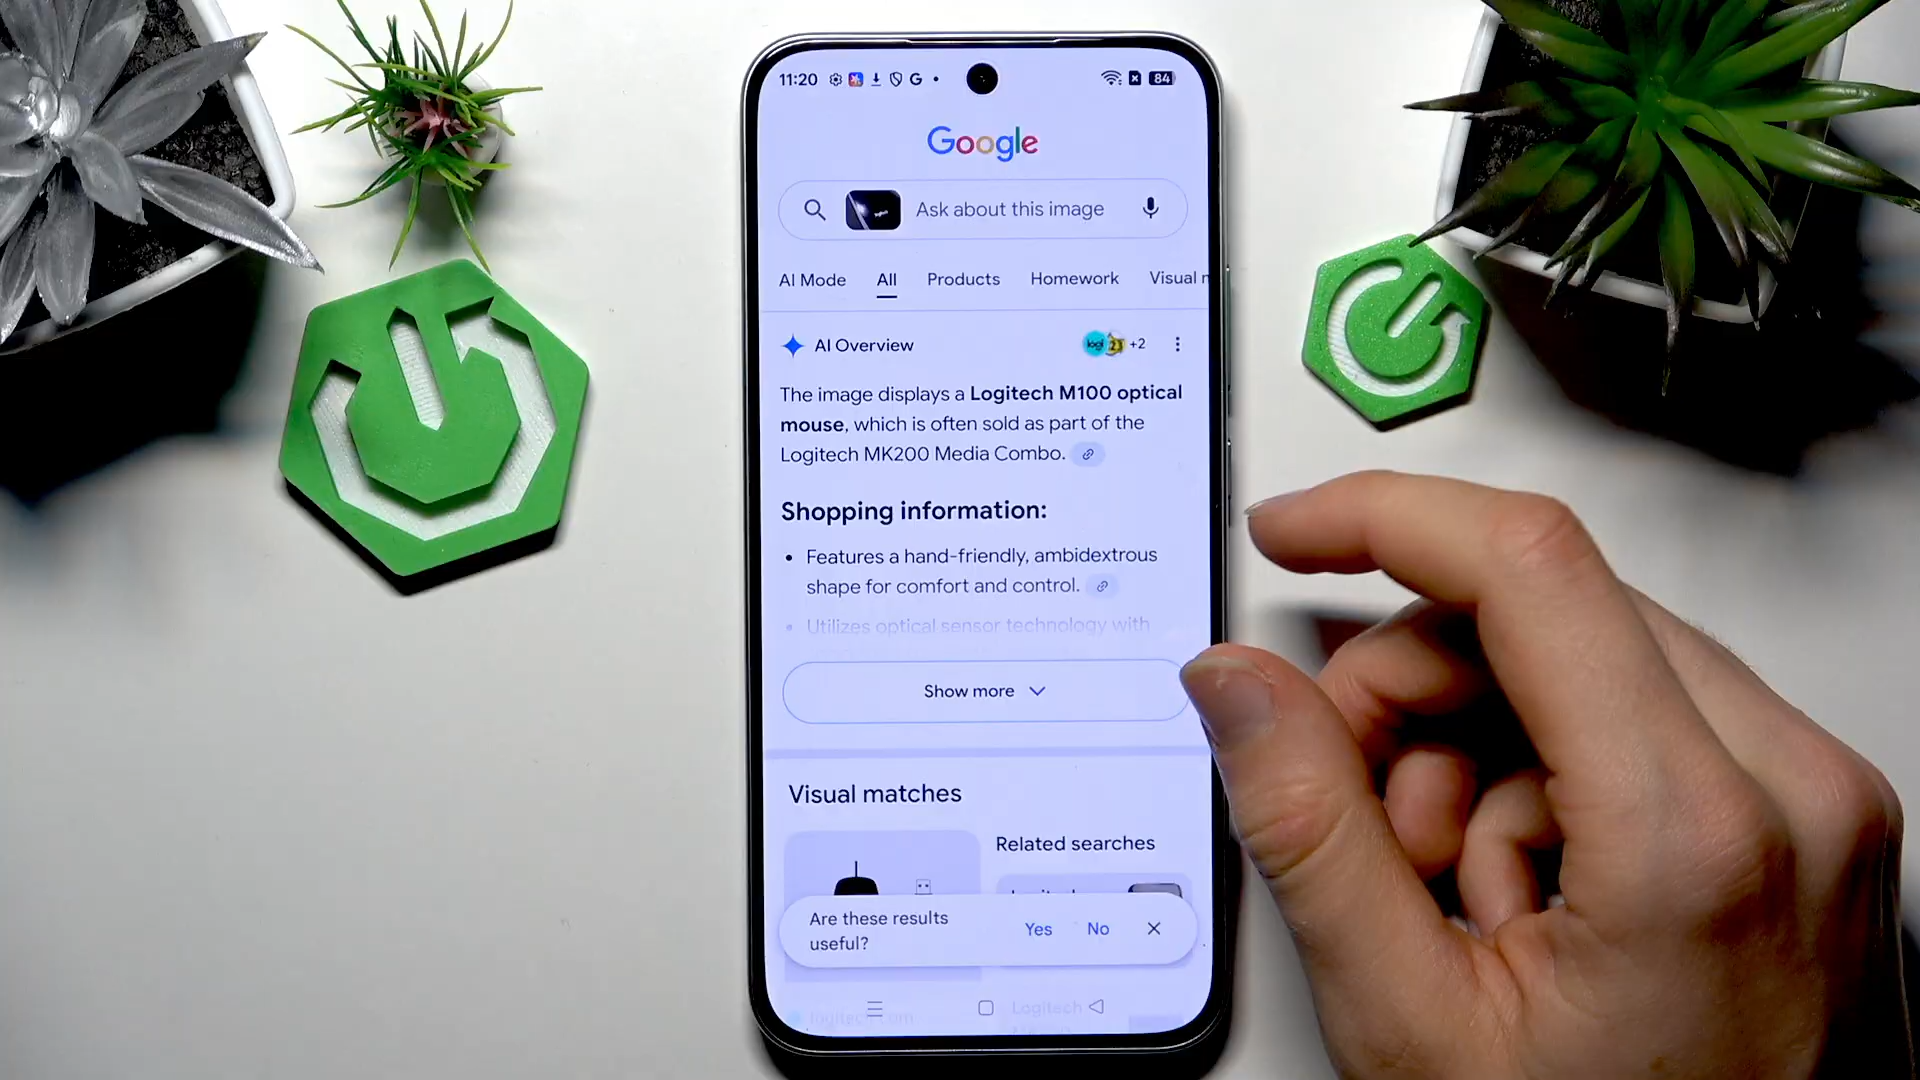 11:20 G 84
Google
Ask about this image
AI Mode All Products Homework Visual
AI Overview logi +2
The image displays a Logitech M100 optical
mouse, which is often sold as part of the
Logitech MK200 Media Combo.
Shopping information:
• Features a hand-friendly, ambidextrous
shape for comfort and control.
• Utilizes optical sensor technology with
Show more
Visual matches
Related searches
Are these results
useful?
Yes No
Logitech